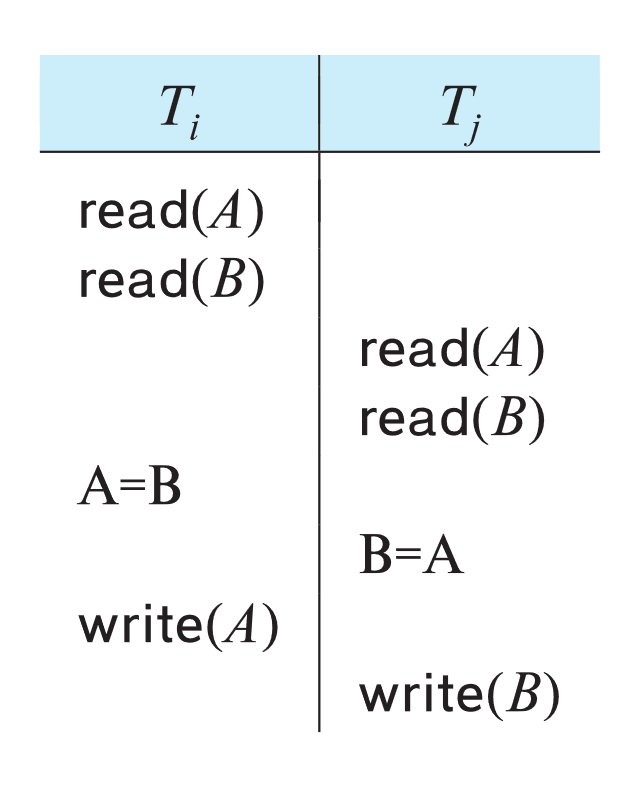 Ti Tj
read(A)
read(B)
read(A)
read(B)
A=B
B=A
write(A)
write(B)